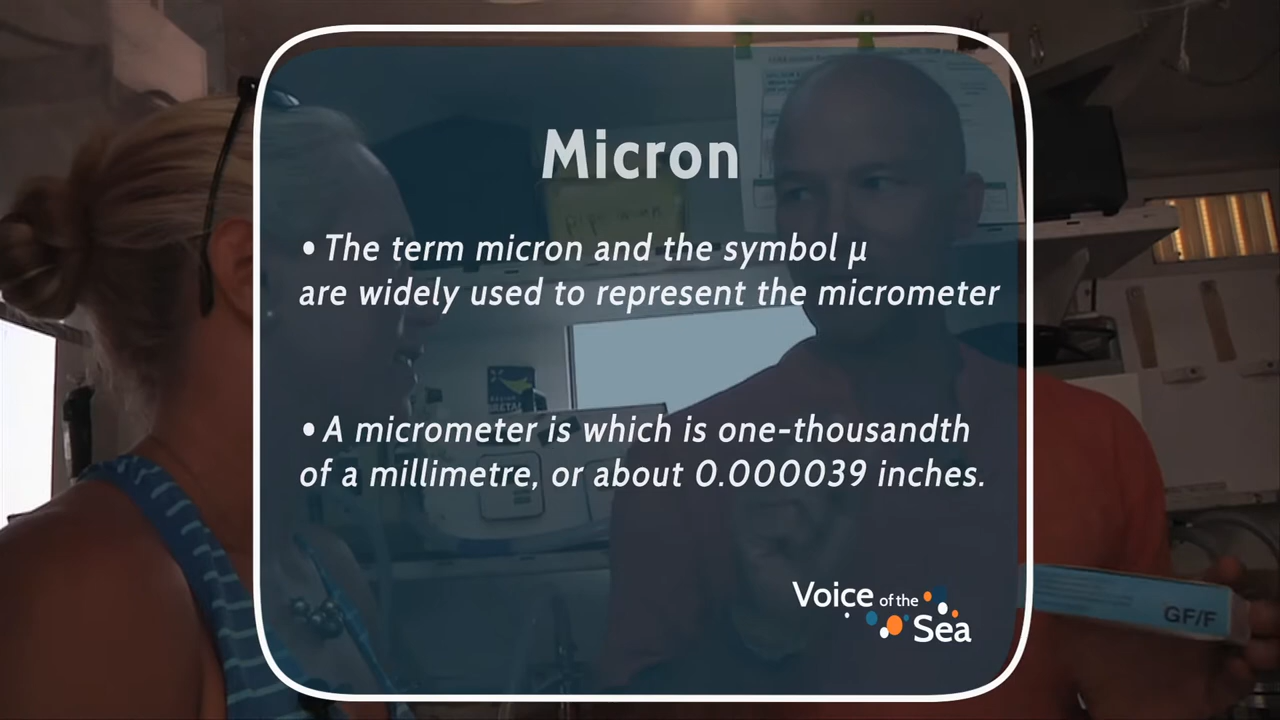 Micron
• The term micron and the symbol μ
are widely used to represent the micrometer
• A micrometer is which is one-thousandth
of a millimetre, or about 0.000039 inches.
Voice of the
Sea
GF/F